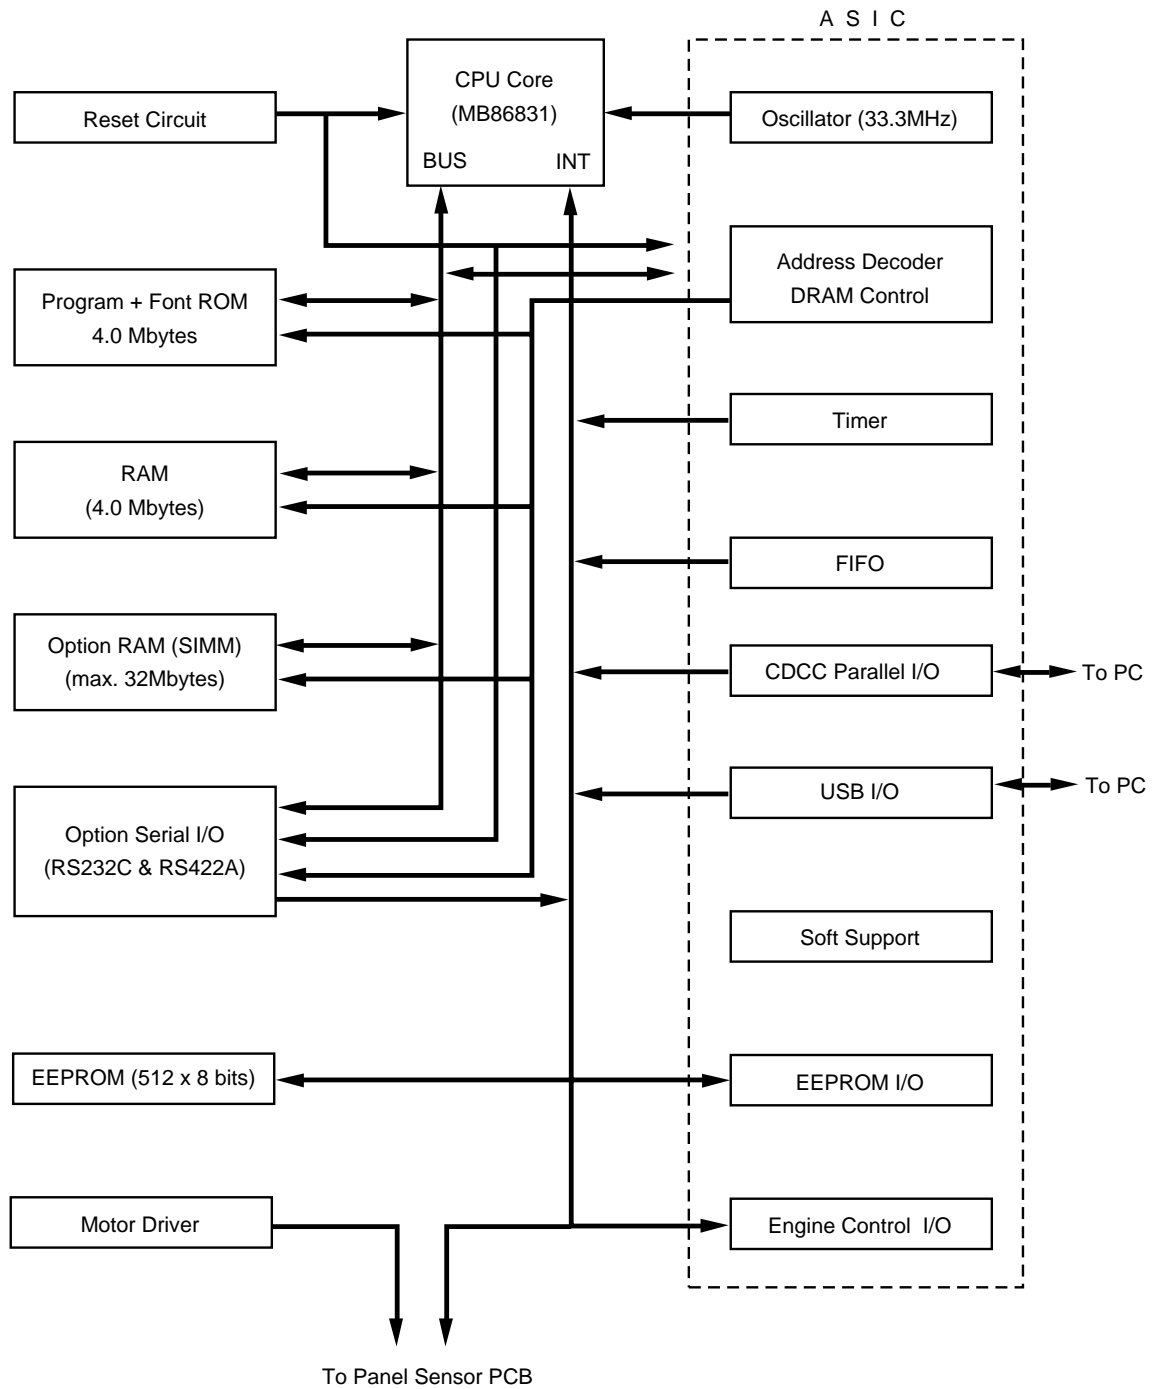 A S I C
CPU Core
(MB86831)
BUS
INT
Reset Circuit
Oscillator (33.3MHz)
Address Decoder
DRAM Control
Program + Font ROM
4.0 Mbytes
Timer
RAM
(4.0 Mbytes)
FIFO
Option RAM (SIMM)
(max. 32Mbytes)
CDCC Parallel I/O
To PC
USB I/O
To PC
Option Serial I/O
(RS232C & RS422A)
Soft Support
EEPROM (512 x 8 bits)
EEPROM I/O
Motor Driver
Engine Control I/O
To Panel Sensor PCB